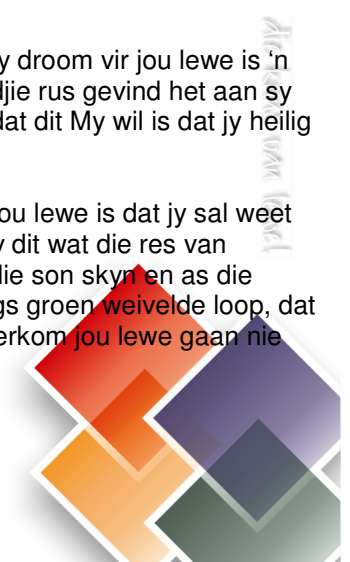 y droom vir jou lewe is ‘n
djie rus gevind het aan sy
dat dit My wil is dat jy heilig
ou lewe is dat jy sal weet
y dit wat die res van
die son skyn en as die
gs groen weivelde loop, dat
erkom jou lewe gaan nie